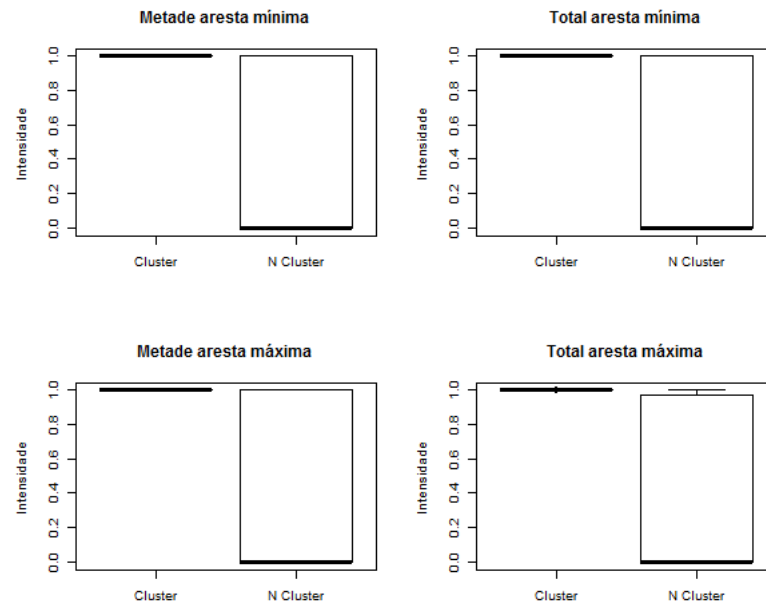 Metade aresta mínima
Intensidade
0.0 0.2 0.4 0.6 0.8 1.0
Cluster N Cluster
Total aresta mínima
Intensidade
0.0 0.2 0.4 0.6 0.8 1.0
Cluster N Cluster
Metade aresta máxima
Intensidade
0.0 0.2 0.4 0.6 0.8 1.0
Cluster N Cluster
Total aresta máxima
Intensidade
0.0 0.2 0.4 0.6 0.8 1.0
Cluster N Cluster